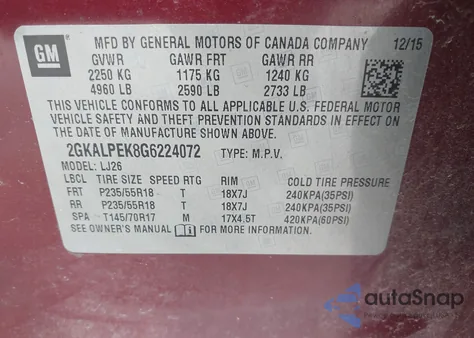 GM
MFD BY GENERAL MOTORS OF CANADA COMPANY 12/15
GVWR GAWR FRT GAWR RR
2250 KG 1175 KG 1240 KG
4960 LB 2590 LB 2733 LB
THIS VEHICLE CONFORMS TO ALL APPLICABLE U.S. FEDERAL MOTOR
VEHICLE SAFETY AND THEFT PREVENTION STANDARDS IN EFFECT ON
THE DATE OF MANUFACTURE SHOWN ABOVE.
2GKALPEK8G6224072 TYPE: M.P.V.
MODEL: LJ26
LBCL TIRE SIZE SPEED RTG RIM COLD TIRE PRESSURE
FRT P235/55R18 T 18X7J 240KPA(35PSI)
RR P235/55R18 T 18X7J 240KPA(35PSI)
SPA T145/70R17 M 17X4.5T 420KPA(60PSI)
SEE OWNER'S MANUAL FOR MORE INFORMATION
autoSnap